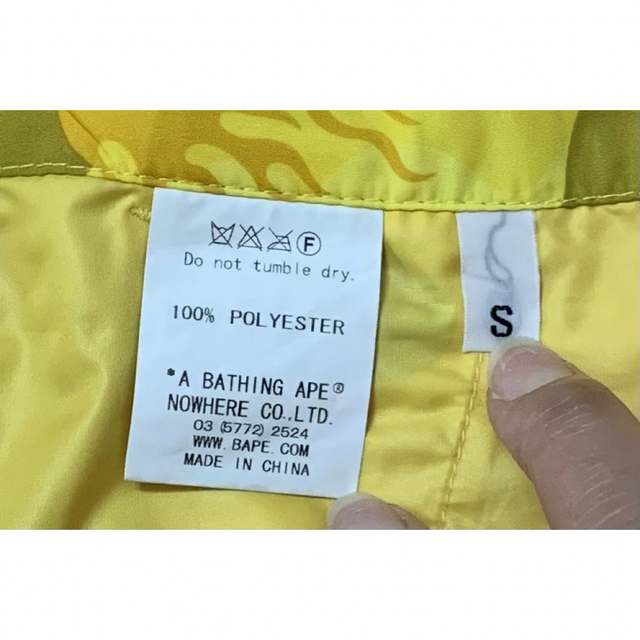 F
Do not tumble dry.
100% POLYESTER
*A BATHING APE®
NOWHERE CO.,LTD.
03 (5772) 2524
WWW. BAPE. COM
MADE IN CHINA
S